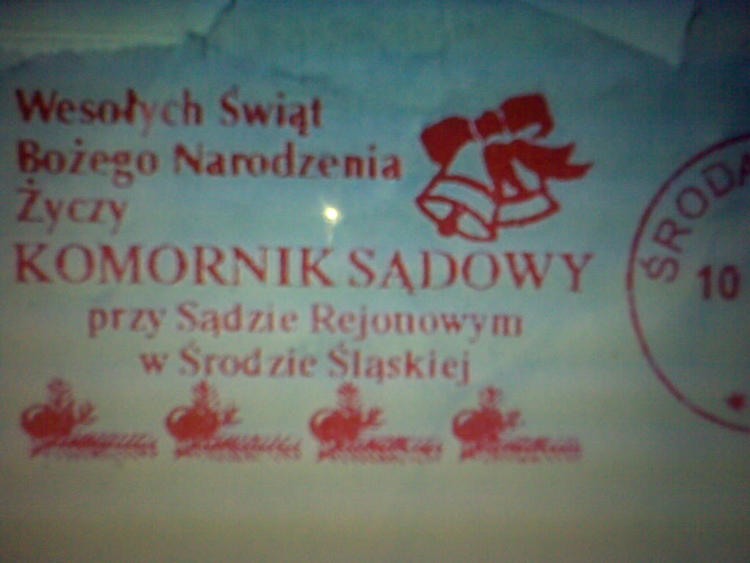 Wesołych Świąt
Bożego Narodzenia
Życzy
KOMORNIK SĄDOWY
przy Sądzie Rejonowym
w Środzie Śląskiej
ŚRODA
10